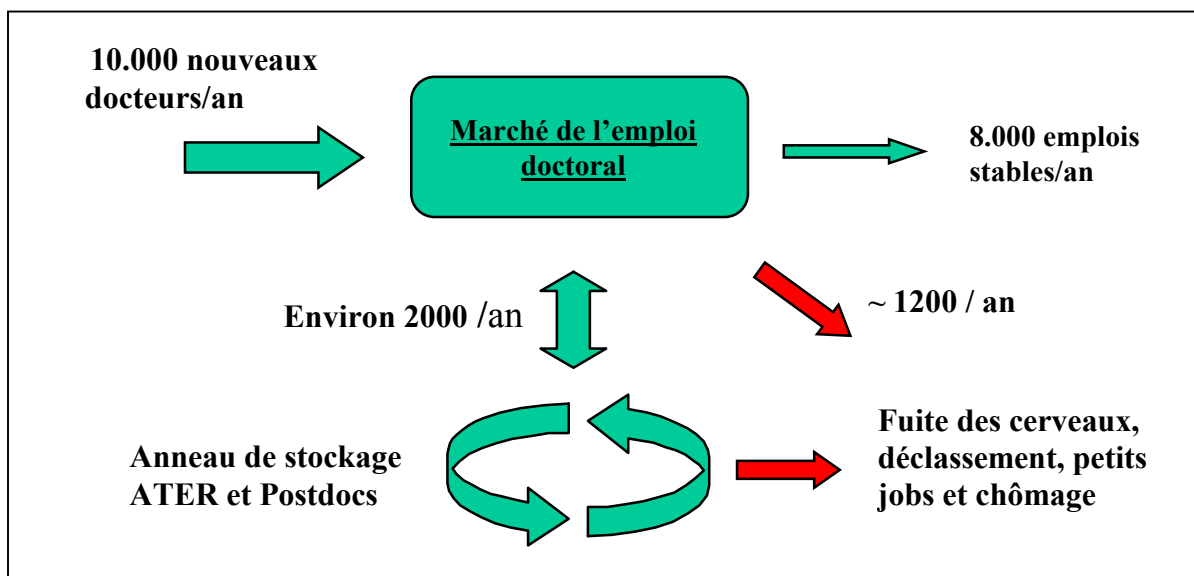 10.000 nouveaux
docteurs/an
Marché de l’emploi
doctoral
8.000 emplois
stables/an
Environ 2000 /an
~ 1200 / an
Anneau de stockage
ATER et Postdocs
Fuite des cerveaux,
déclassement, petits
jobs et chômage